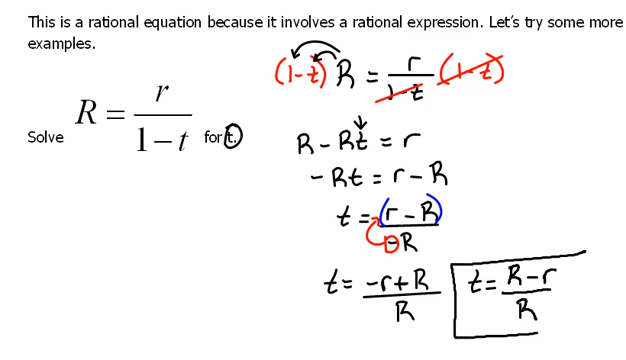 This is a rational equation because it involves a rational expression. Let's try some more
examples.
Solve R = r / 1 − t for t.
(1-t) R = r / 1-t (1-t)
R - Rt = r
- Rt = r - R
t = -(r - R) / -R
t = -r + R / R
t = R - r / R